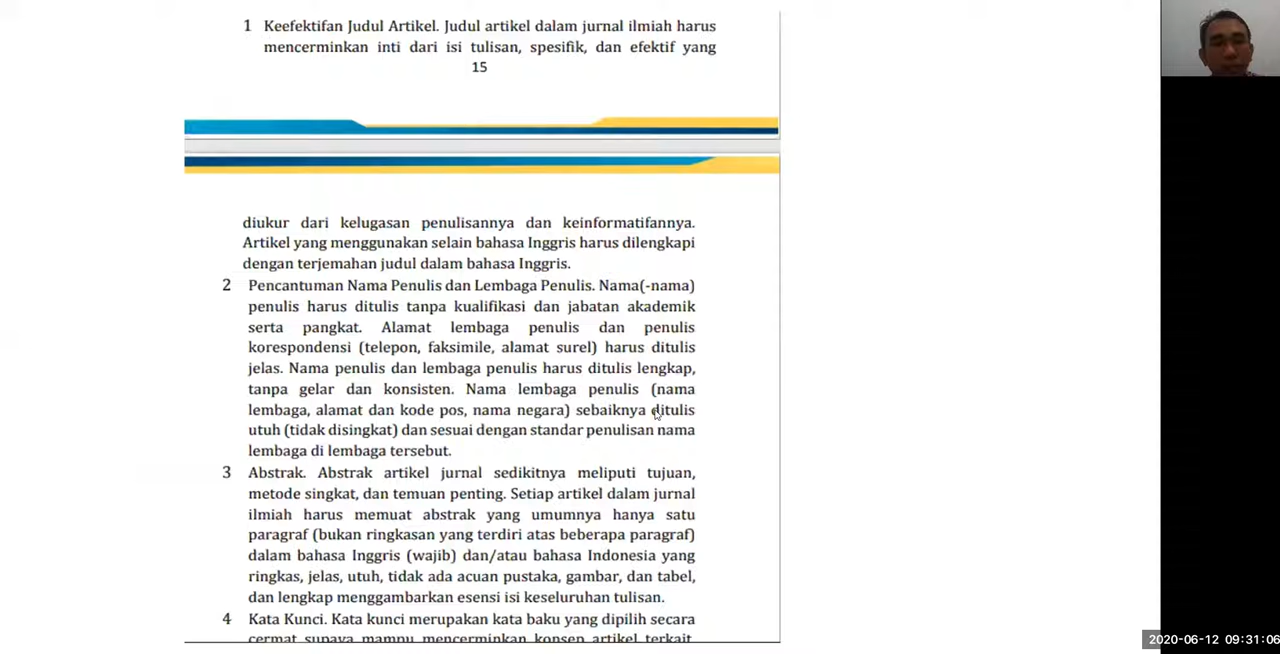 1 Keefektifan Judul Artikel. Judul artikel dalam jurnal ilmiah harus
mencerminkan inti dari isi tulisan, spesifik, dan efektif yang
15
diukur dari kelugasan penulisannya dan keinformatifannya.
Artikel yang menggunakan selain bahasa Inggris harus dilengkapi
dengan terjemahan judul dalam bahasa Inggris.
2 Pencantuman Nama Penulis dan Lembaga Penulis. Nama(-nama)
penulis harus ditulis tanpa kualifikasi dan jabatan akademik
serta pangkat. Alamat lembaga penulis dan penulis
korespondensi (telepon, faksimile, alamat surel) harus ditulis
jelas. Nama penulis dan lembaga penulis harus ditulis lengkap,
tanpa gelar dan konsisten. Nama lembaga penulis (nama
lembaga, alamat dan kode pos, nama negara) sebaiknya ditulis
utuh (tidak disingkat) dan sesuai dengan standar penulisan nama
lembaga di lembaga tersebut.
3 Abstrak. Abstrak artikel jurnal sedikitnya meliputi tujuan,
metode singkat, dan temuan penting. Setiap artikel dalam jurnal
ilmiah harus memuat abstrak yang umumnya hanya satu
paragraf (bukan ringkasan yang terdiri atas beberapa paragraf)
dalam bahasa Inggris (wajib) dan/atau bahasa Indonesia yang
ringkas, jelas, utuh, tidak ada acuan pustaka, gambar, dan tabel,
dan lengkap menggambarkan esensi isi keseluruhan tulisan.
4 Kata Kunci. Kata kunci merupakan kata baku yang dipilih secara
cermat supaya mampu mencerminkan konsep artikel terkait
2020-06-12 09:31:06